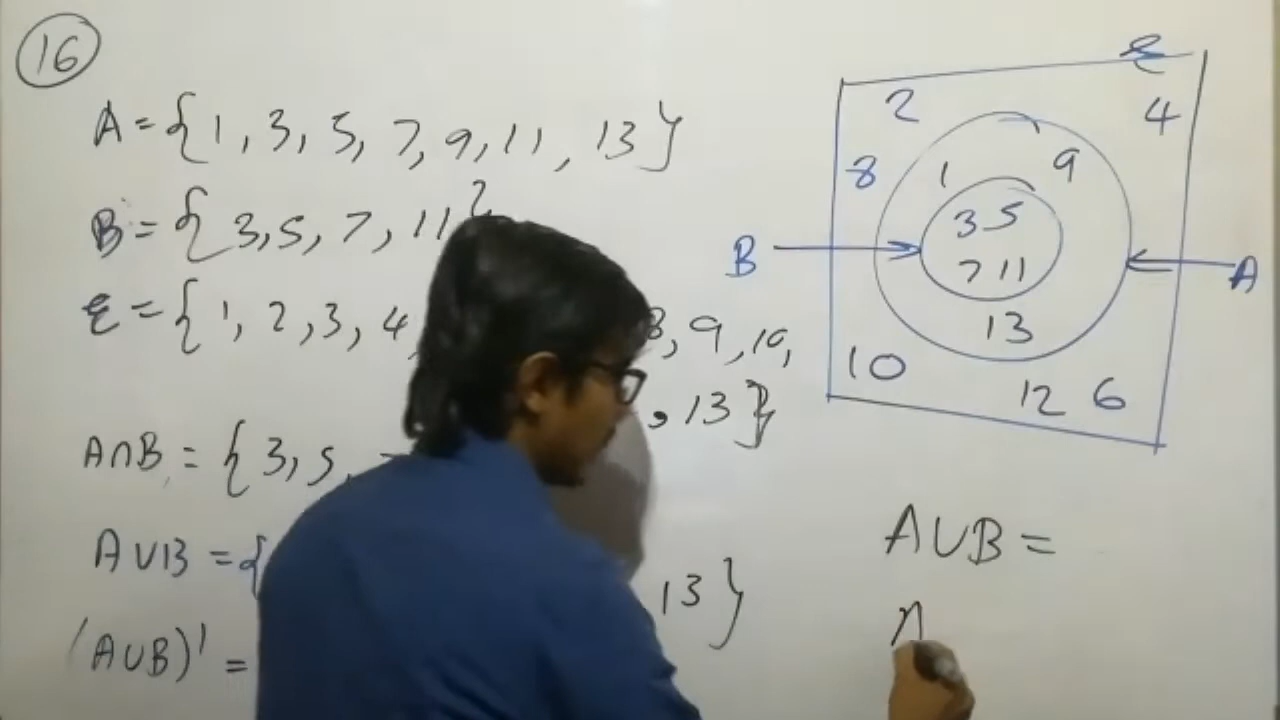 16
A = { 1, 3, 5, 7, 9, 11, 13 }
B = { 3, 5, 7, 11 }
ξ = { 1, 2, 3, 4, 8, 9, 10,
, 13 }
A∩B = { 3, 5,
A∪B = { 13 }
(A∪B)' =
ξ
2 4
8 1 9
3 5
B A
7 11
13
10
12 6
A∪B =
n